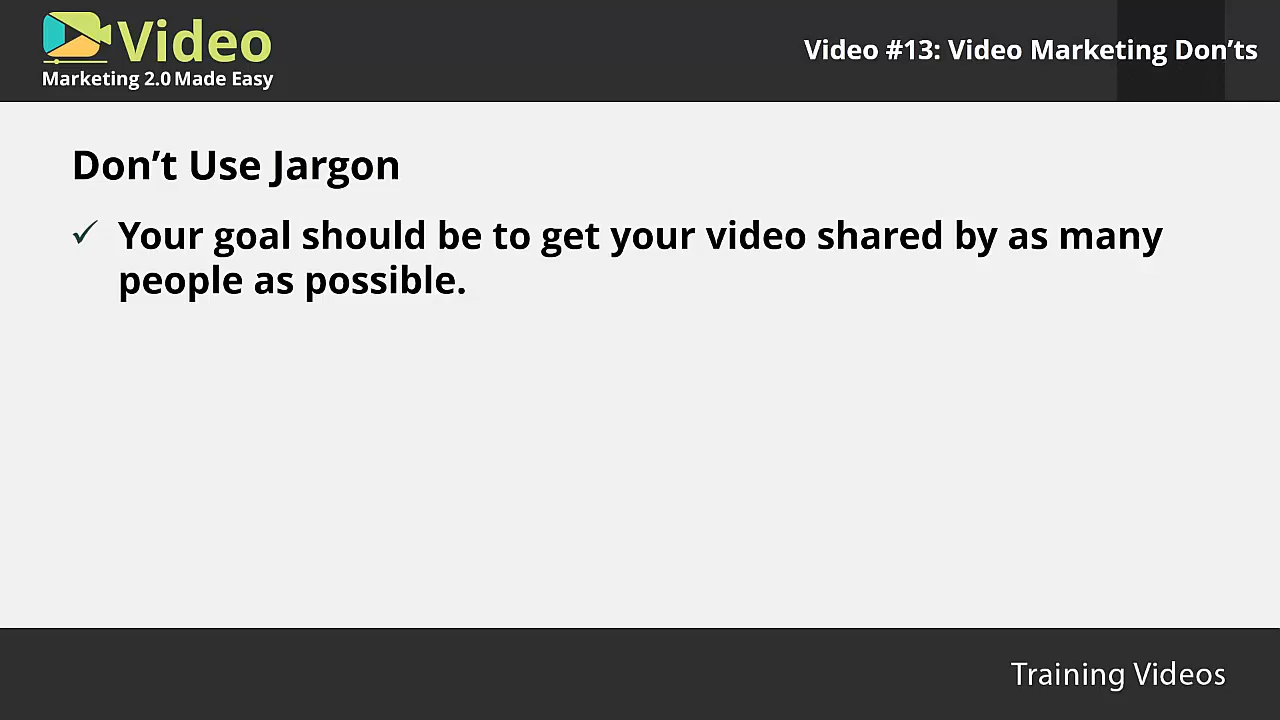 Video
Marketing 2.0 Made Easy
Video #13: Video Marketing Don’ts
Don’t Use Jargon
✓ Your goal should be to get your video shared by as many
people as possible.
Training Videos